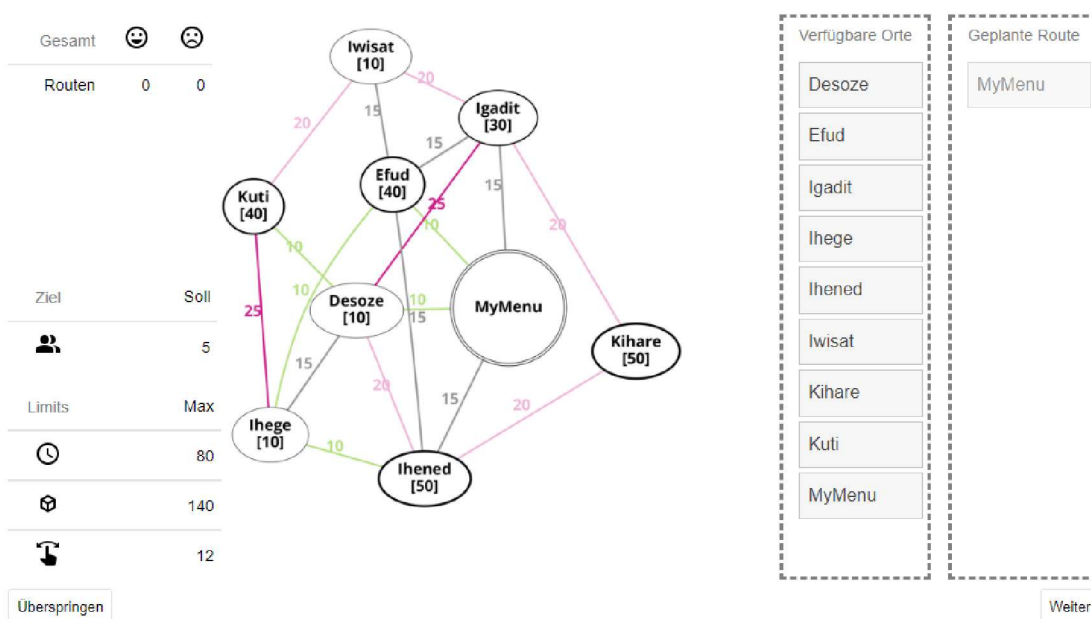 Gesamt
Routen 0 0
Ziel Soll
5
Limits Max
80
140
12
Überspringen
Iwisat
[10]
20
15
20
Igadit
[30]
15
Efud
[40]
15
Kuti
[40]
25
10
20
10
10
Desoze
[10]
10
15
MyMenu
25
Kihare
[50]
15
20
15
20
Ihege
[10]
10
Ihened
[50]
Verfügbare Orte
Desoze
Efud
Igadit
Ihege
Ihened
Iwisat
Kihare
Kuti
MyMenu
Geplante Route
MyMenu
Weiter